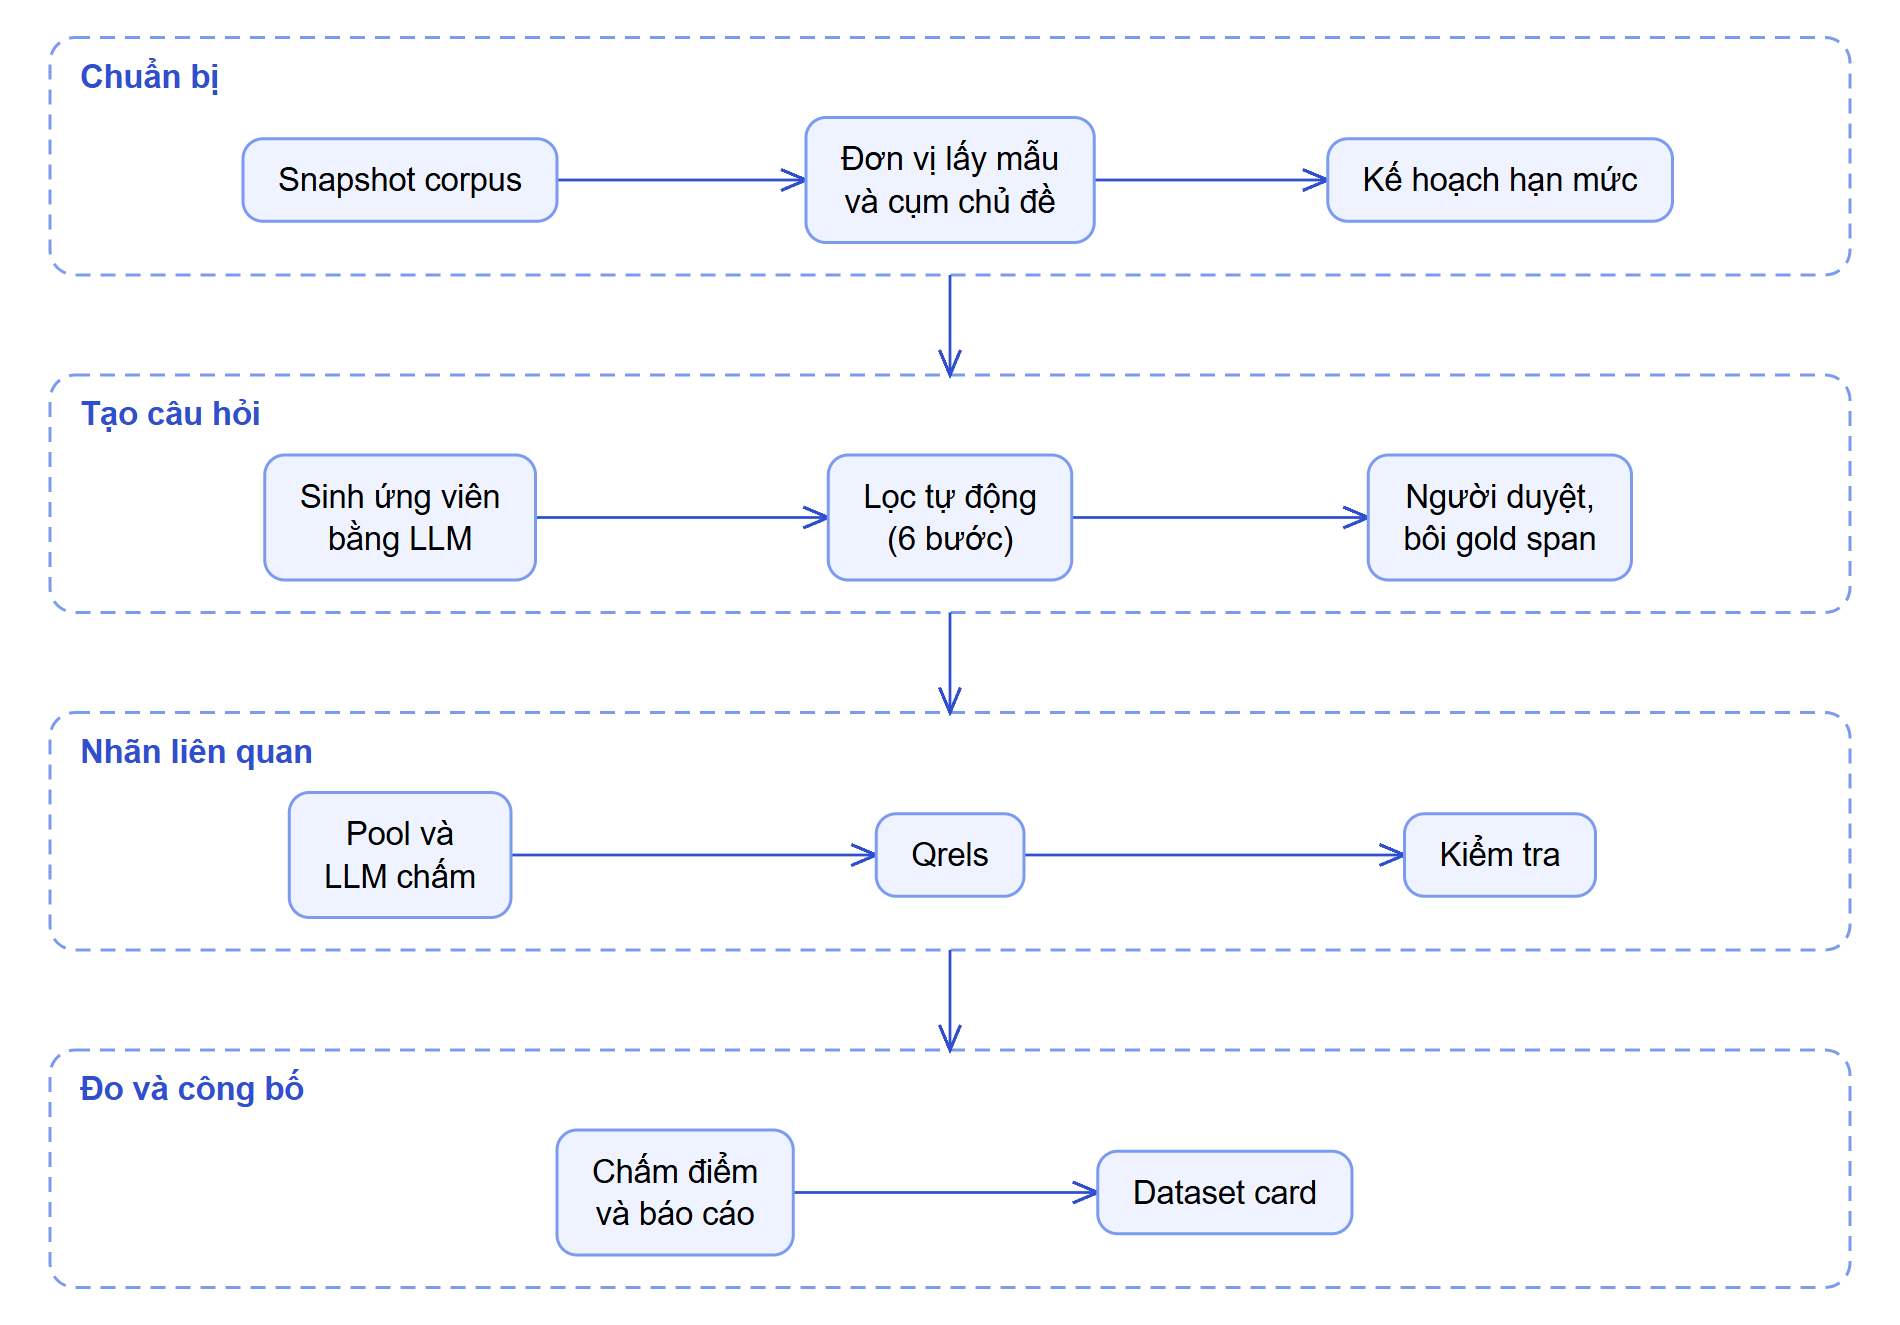 Chuẩn bị
Snapshot corpus
Đơn vị lấy mẫu
và cụm chủ đề
Kế hoạch hạn mức
Tạo câu hỏi
Sinh ứng viên
bằng LLM
Lọc tự động
(6 bước)
Người duyệt,
bôi gold span
Nhãn liên quan
Pool và
LLM chấm
Qrels
Kiểm tra
Đo và công bố
Chấm điểm
và báo cáo
Dataset card